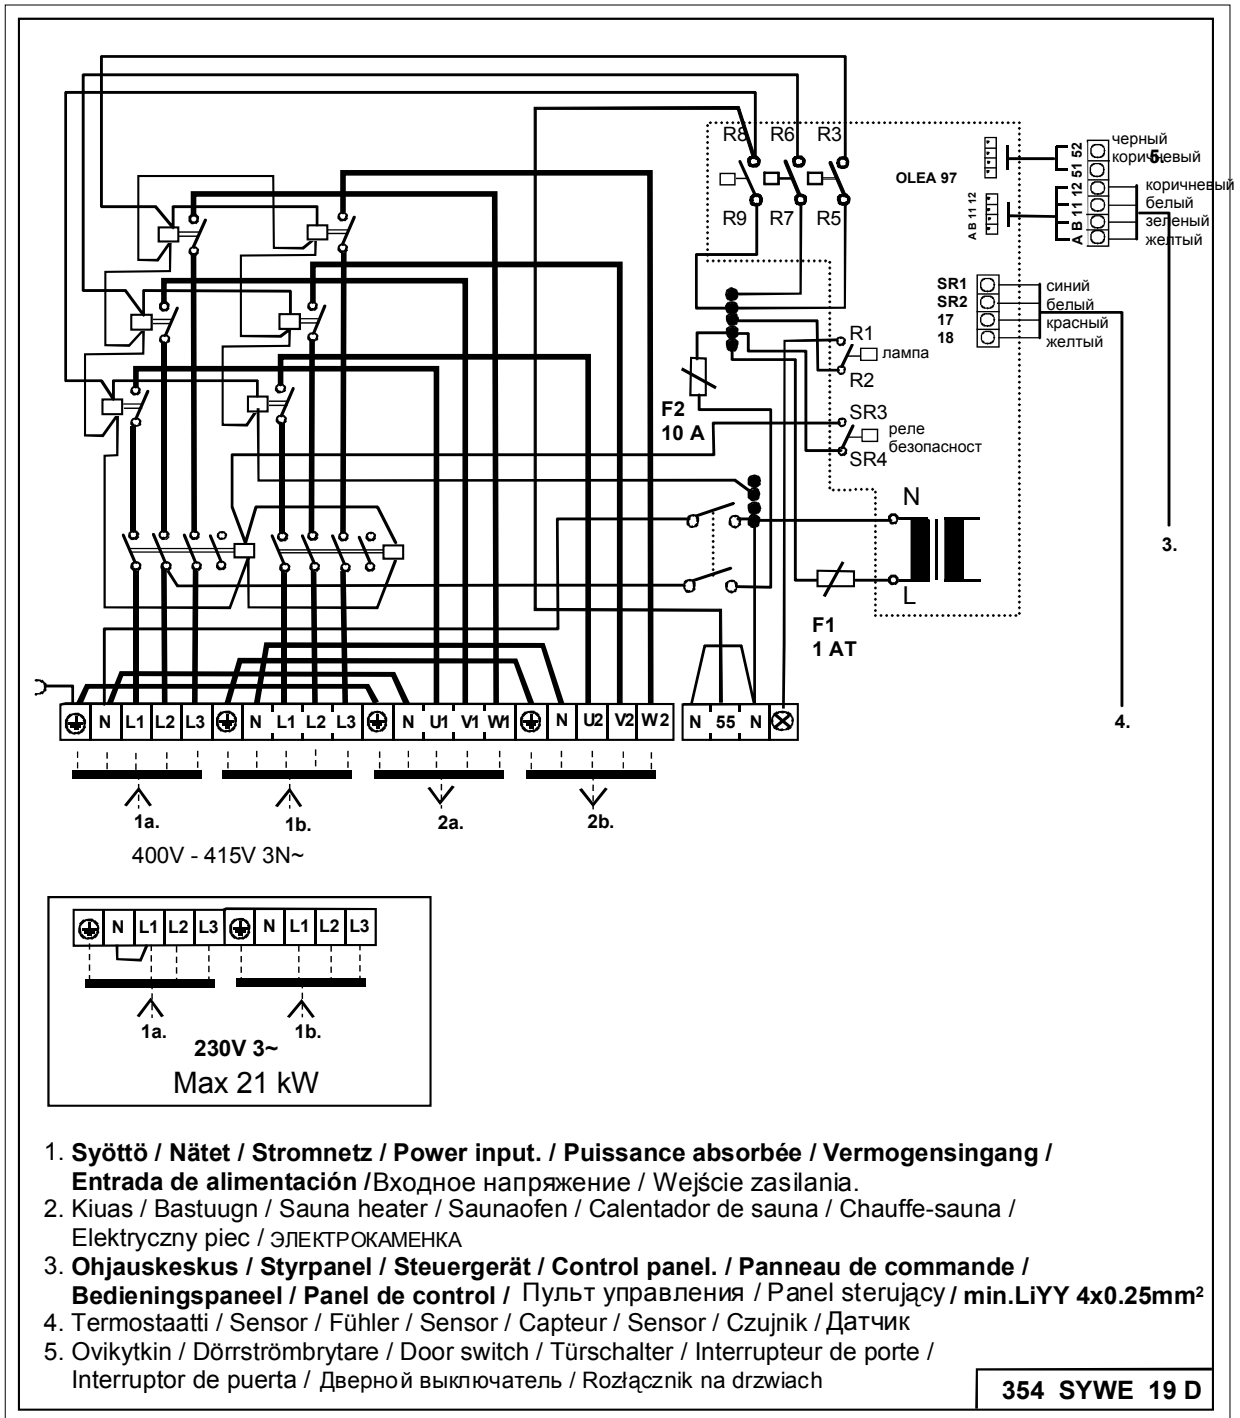 R8 R6 R3
OLEA 97
R9 R7 R5
A B 11 12
A B 11 12 51 52
черный
коричневый
5.
коричневый
белый
зеленый
желтый
SR1 синий
SR2 белый
17 красный
18 желтый
R1
лампа
R2
F2
10 A
SR3
реле
безопасност
SR4
N
L
3.
F1
1 AT
N L1 L2 L3 N L1 L2 L3 N U1 V1 W1 N U2 V2 W2 N 55 N
4.
1a. 1b. 2a. 2b.
400V - 415V 3N~
N L1 L2 L3 N L1 L2 L3
1a. 1b.
230V 3~
Max 21 kW
1. Syöttö / Nätet / Stromnetz / Power input. / Puissance absorbée / Vermogensingang /
Entrada de alimentación /Входное напряжение / Wejście zasilania.
2. Kiuas / Bastuugn / Sauna heater / Saunaofen / Calentador de sauna / Chauffe-sauna /
Elektryczny piec / ЭЛЕКТРОКАМЕНКА
3. Ohjauskeskus / Styrpanel / Steuergerät / Control panel. / Panneau de commande /
Bedieningspaneel / Panel de control / Пульт управления / Panel sterujący / min.LiYY 4x0.25mm²
4. Termostaatti / Sensor / Fühler / Sensor / Capteur / Sensor / Czujnik / Датчик
5. Ovikytkin / Dörrströmbrytare / Door switch / Türschalter / Interrupteur de porte /
Interruptor de puerta / Дверной выключатель / Rozłącznik na drzwiach
354 SYWE 19 D